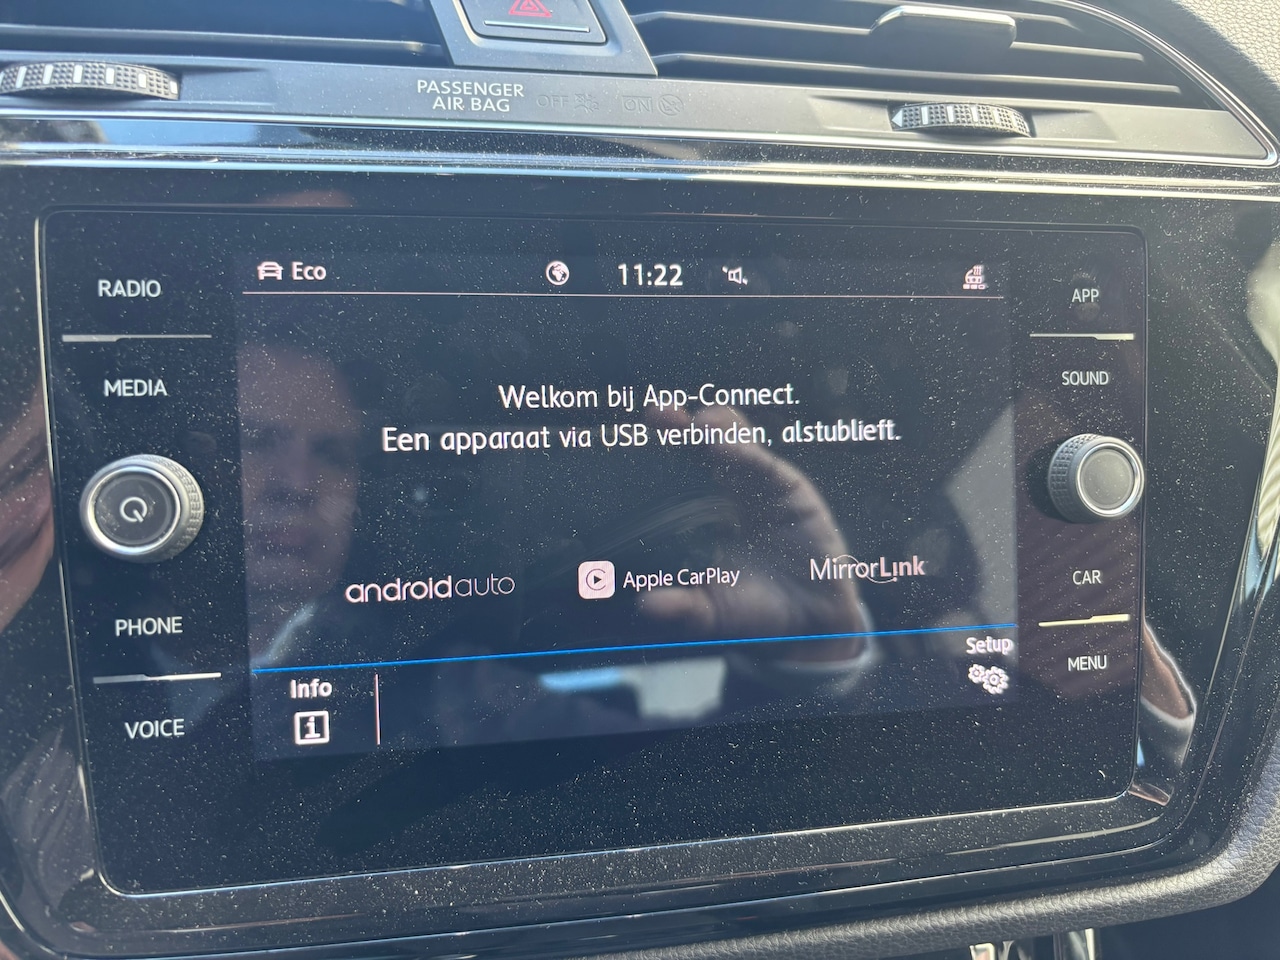 PASSENGER
AIR BAG OFF ON
Eco 11:22
RADIO
APP
MEDIA
SOUND
Welkom bij App-Connect.
Een apparaat via USB verbinden, alstublieft.
androidauto
Apple CarPlay
MirrorLink
PHONE
CAR
Setup
MENU
Info
VOICE